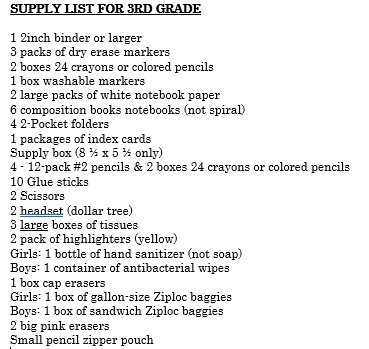 SUPPLY LIST FOR 3RD GRADE
1 2inch binder or larger
3 packs of dry erase markers
2 boxes 24 crayons or colored pencils
1 box washable markers
2 large packs of white notebook paper
6 composition books notebooks (not spiral)
4 2-Pocket folders
1 packages of index cards
Supply box (8 ½ x 5 ½ only)
4 - 12-pack #2 pencils & 2 boxes 24 crayons or colored pencils
10 Glue sticks
2 Scissors
2 headset (dollar tree)
3 large boxes of tissues
2 pack of highlighters (yellow)
Girls: 1 bottle of hand sanitizer (not soap)
Boys: 1 container of antibacterial wipes
1 box cap erasers
Girls: 1 box of gallon-size Ziploc baggies
Boys: 1 box of sandwich Ziploc baggies
2 big pink erasers
Small pencil zipper pouch